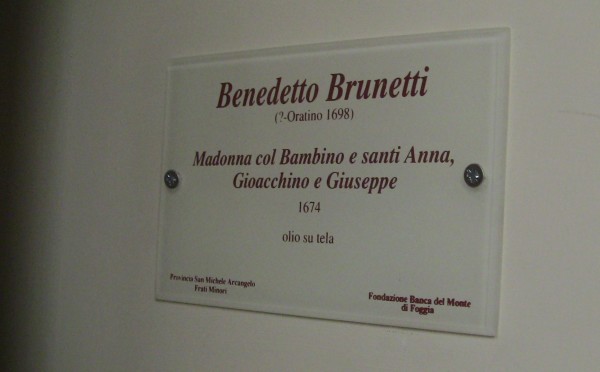 Benedetto Brunetti
(?-Oratino 1698)
Madonna col Bambino e santi Anna,
Gioacchino e Giuseppe
1674
olio su tela
Provincia San Michele Arcangelo
Frati Minori
Fondazione Banca del Monte
di Foggia